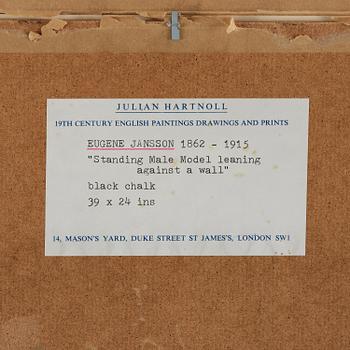 JULIAN HARTNOLL
19TH CENTURY ENGLISH PAINTINGS DRAWINGS AND PRINTS
EUGENE JANSSON 1862 - 1915
"Standing Male Model leaning
against a wall"
black chalk
39 x 24 ins
14, MASON'S YARD, DUKE STREET ST JAMES'S, LONDON SW1